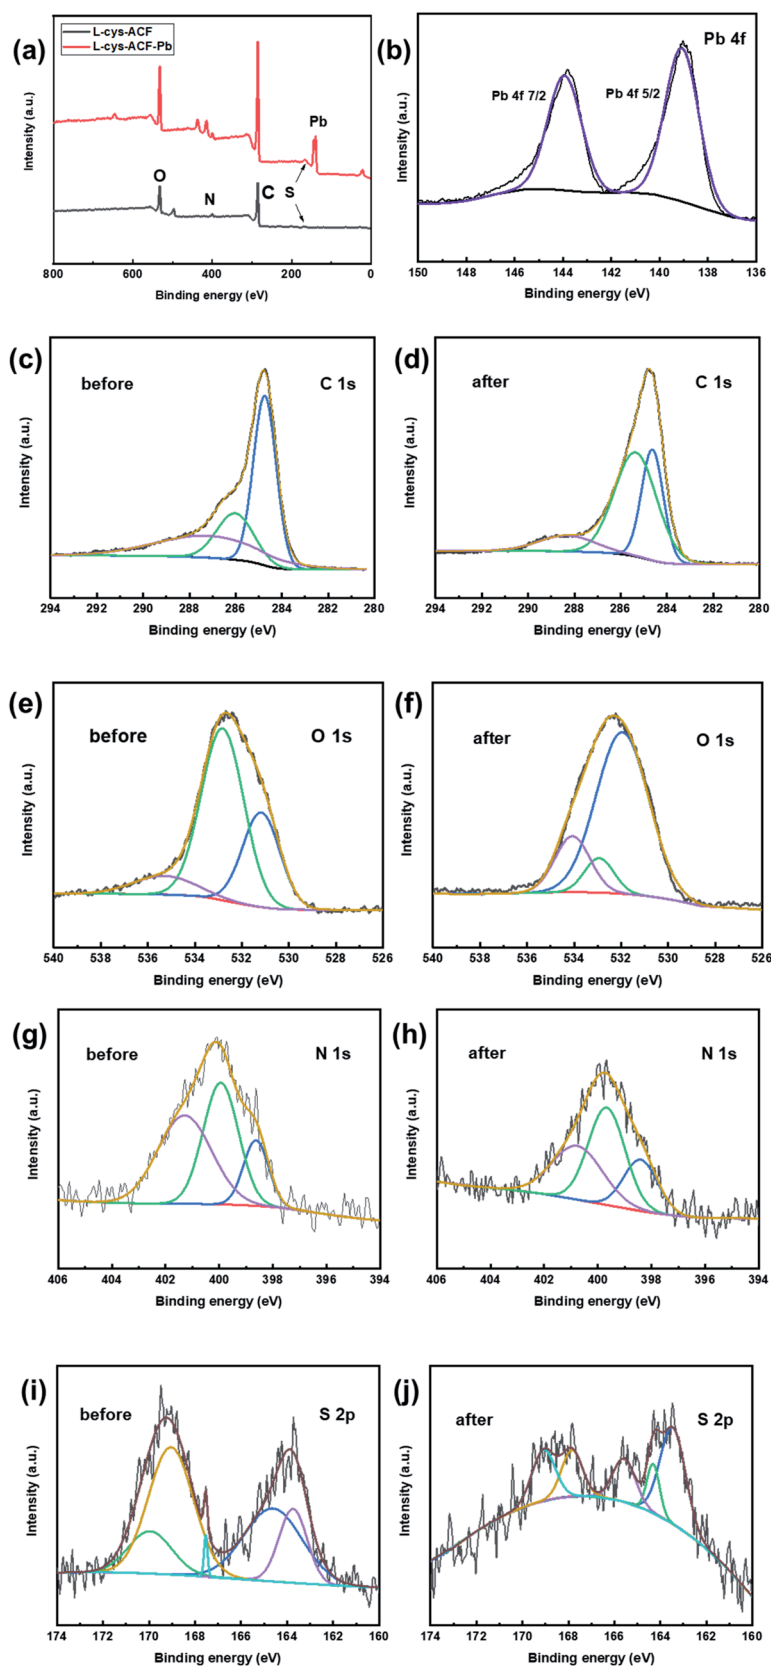 (a)
L-cys-ACF
L-cys-ACF-Pb
Intensity (a.u.)
Pb
O
N
C
S
800 600 400 200 0
Binding energy (eV)
(b)
Pb 4f
Pb 4f 7/2
Pb 4f 5/2
Intensity (a.u.)
150 148 146 144 142 140 138 136
Binding energy (eV)
(c)
before
C 1s
Intensity (a.u.)
294 292 290 288 286 284 282 280
Binding energy (eV)
(d)
after
C 1s
Intensity (a.u.)
294 292 290 288 286 284 282 280
Binding energy (eV)
(e)
before
O 1s
Intensity (a.u.)
540 538 536 534 532 530 528 526
Binding energy (eV)
(f)
after
O 1s
Intensity (a.u.)
540 538 536 534 532 530 528 526
Binding energy (eV)
(g)
before
N 1s
Intensity (a.u.)
406 404 402 400 398 396 394
Binding energy (eV)
(h)
after
N 1s
Intensity (a.u.)
406 404 402 400 398 396 394
Binding energy (eV)
(i)
before
S 2p
Intensity (a.u.)
174 172 170 168 166 164 162 160
Binding energy (eV)
(j)
after
S 2p
Intensity (a.u.)
174 172 170 168 166 164 162 160
Binding energy (eV)